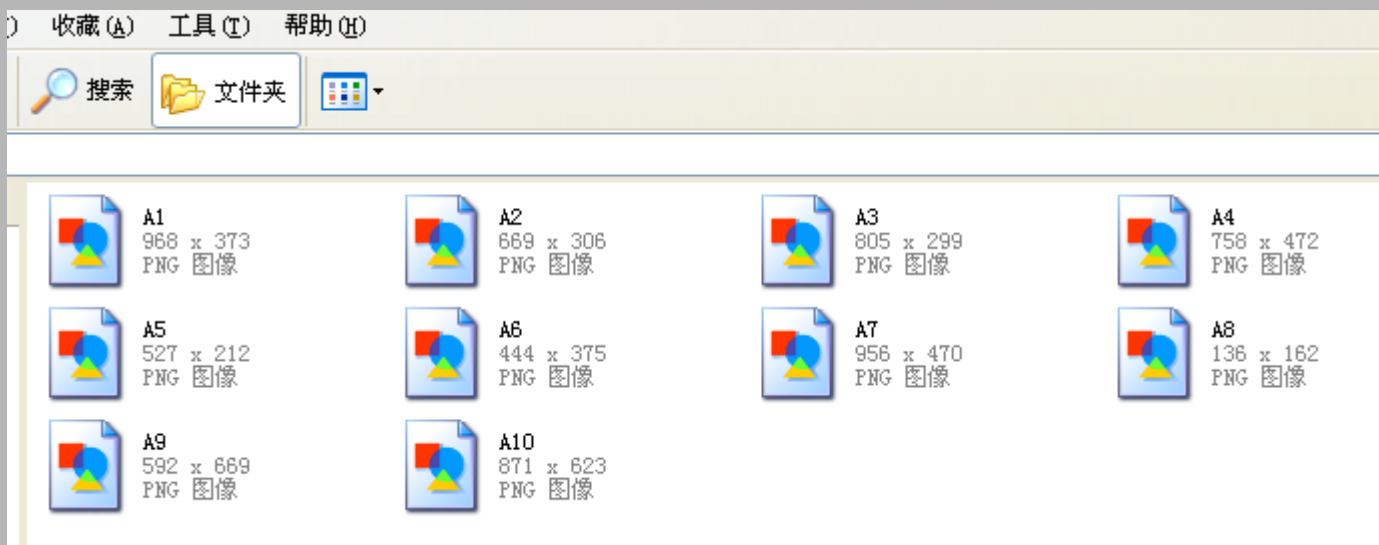 ) 收藏(A) 工具(T) 帮助(H)
搜索 文件夹
A1
968 x 373
PNG 图像
A2
669 x 306
PNG 图像
A3
805 x 299
PNG 图像
A4
758 x 472
PNG 图像
A5
527 x 212
PNG 图像
A6
444 x 375
PNG 图像
A7
956 x 470
PNG 图像
A8
136 x 162
PNG 图像
A9
592 x 669
PNG 图像
A10
871 x 623
PNG 图像